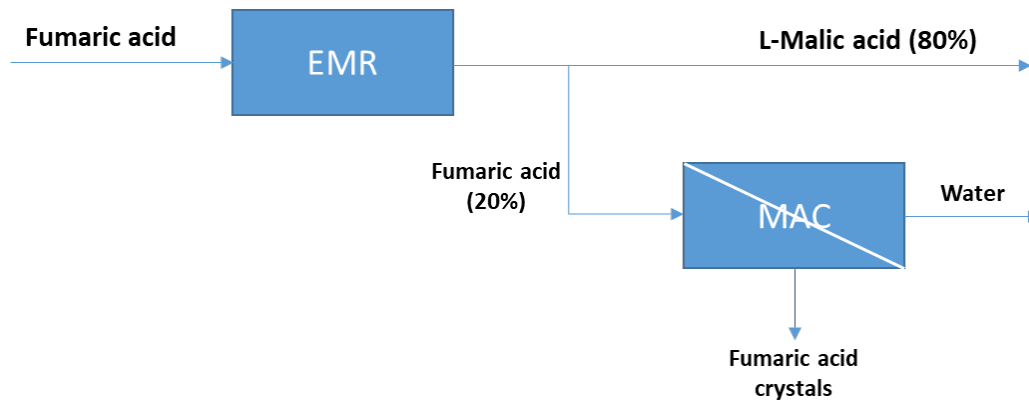 Fumaric acid
EMR
L-Malic acid (80%)
Fumaric acid
(20%)
MAC
Water
Fumaric acid
crystals